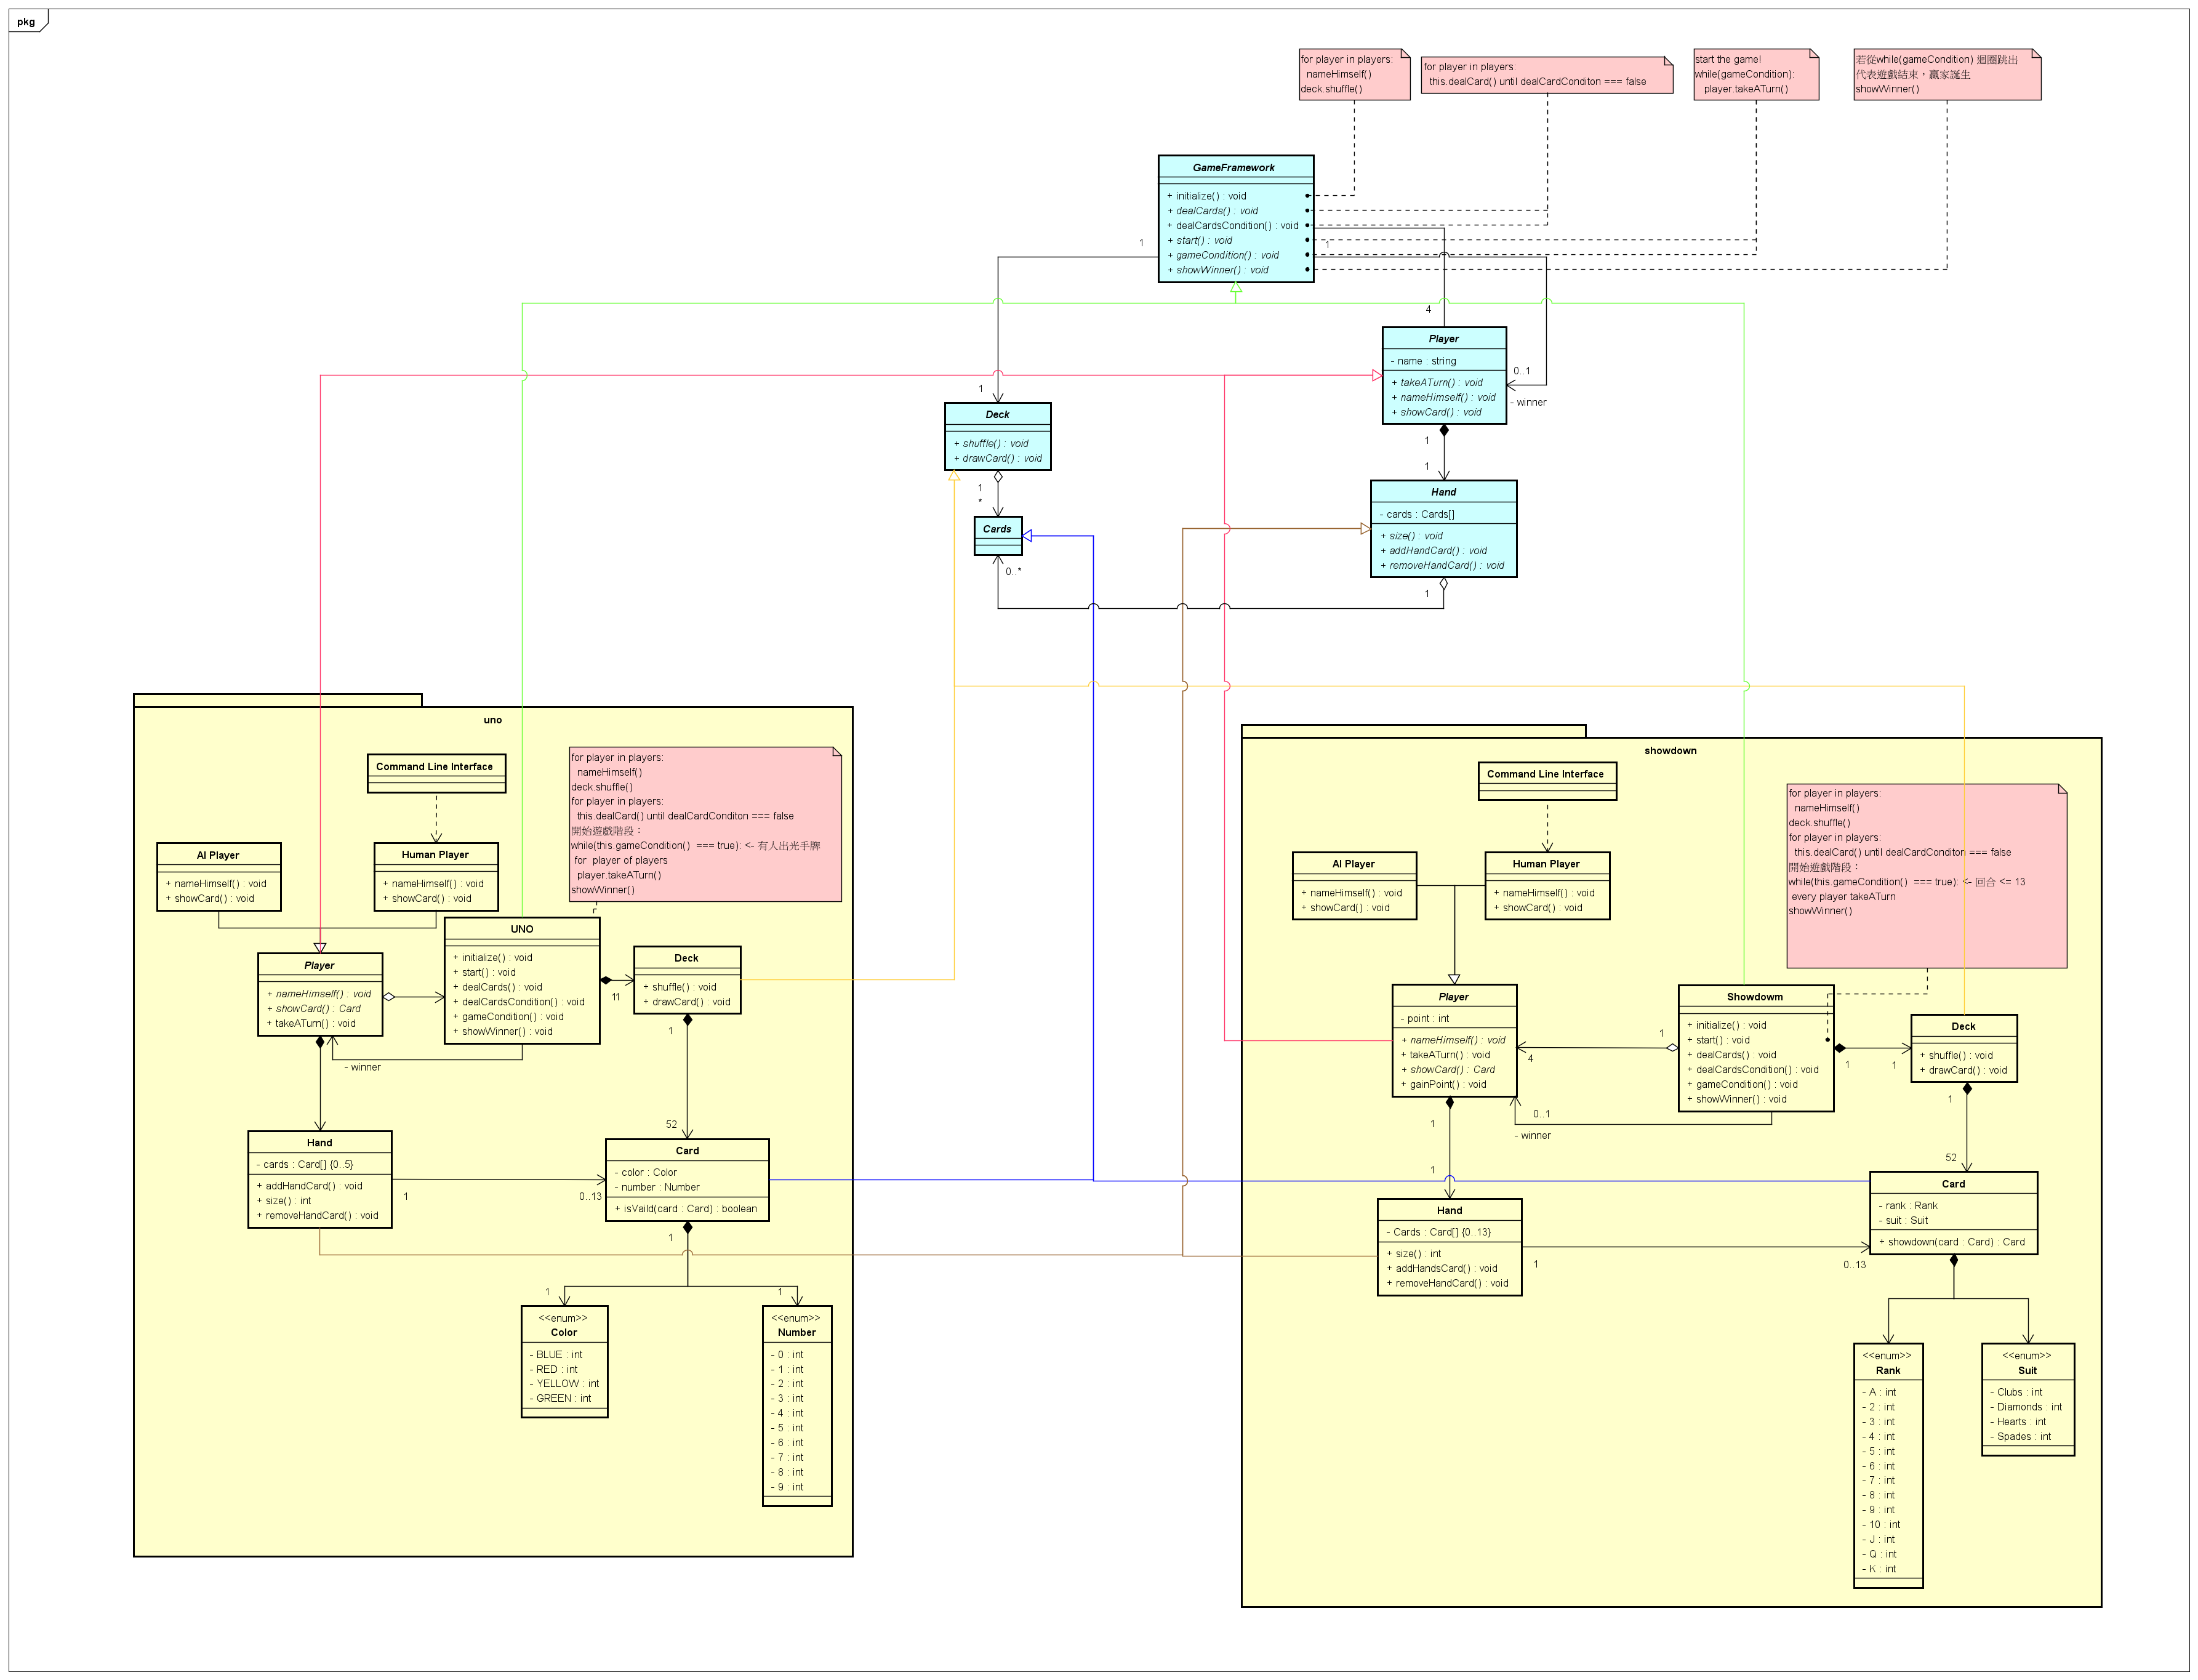 pkg
for player in players:
nameHimself()
deck.shuffle()
for player in players:
this.dealCard() until dealCardConditon === false
start the game!
while(gameCondition):
player.takeATurn()
若從while(gameCondition) 迴圈跳出
代表遊戲結束，贏家誕生
showWinner()
GameFramework
+ initialize() : void
+ dealCards() : void
+ dealCardsCondition() : void
+ start() : void
+ gameCondition() : void
+ showWinner() : void
1
1
4
Player
- name : string
+ takeATurn() : void
+ nameHimself() : void
+ showCard() : void
0..1
- winner
1
Deck
+ shuffle() : void
+ drawCard() : void
1
*
1
1
Hand
- cards : Cards[]
+ size() : void
+ addHandCard() : void
+ removeHandCard() : void
Cards
0..*
1
uno
Command Line Interface
for player in players:
nameHimself()
deck.shuffle()
for player in players:
this.dealCard() until dealCardConditon === false
開始遊戲階段：
while(this.gameCondition() === true): <- 有人出光手牌
for player of players
player.takeATurn()
showWinner()
AI Player
+ nameHimself() : void
+ showCard() : void
Human Player
+ nameHimself() : void
+ showCard() : void
UNO
+ initialize() : void
+ start() : void
+ dealCards() : void
+ dealCardsCondition() : void
+ gameCondition() : void
+ showWinner() : void
Player
+ nameHimself() : void
+ showCard() : Card
+ takeATurn() : void
- winner
11
Deck
+ shuffle() : void
+ drawCard() : void
1
52
Hand
- cards : Card[] {0..5}
+ addHandCard() : void
+ size() : int
+ removeHandCard() : void
1
0..13
Card
- color : Color
- number : Number
+ isVaild(card : Card) : boolean
1
1
1
<<enum>>
Color
- BLUE : int
- RED : int
- YELLOW : int
- GREEN : int
<<enum>>
Number
- 0 : int
- 1 : int
- 2 : int
- 3 : int
- 4 : int
- 5 : int
- 6 : int
- 7 : int
- 8 : int
- 9 : int
showdown
Command Line Interface
for player in players:
nameHimself()
deck.shuffle()
for player in players:
this.dealCard() until dealCardConditon === false
開始遊戲階段：
while(this.gameCondition() === true): <- 回合 <= 13
every player takeATurn
showWinner()
AI Player
+ nameHimself() : void
+ showCard() : void
Human Player
+ nameHimself() : void
+ showCard() : void
Player
- point : int
+ nameHimself() : void
+ takeATurn() : void
+ showCard() : Card
+ gainPoint() : void
1
4
0..1
- winner
Showdowm
+ initialize() : void
+ start() : void
+ dealCards() : void
+ dealCardsCondition() : void
+ gameCondition() : void
+ showWinner() : void
1
1
Deck
+ shuffle() : void
+ drawCard() : void
1
52
1
1
Hand
- Cards : Card[] {0..13}
+ size() : int
+ addHandsCard() : void
+ removeHandCard() : void
1
0..13
Card
- rank : Rank
- suit : Suit
+ showdown(card : Card) : Card
<<enum>>
Rank
- A : int
- 2 : int
- 3 : int
- 4 : int
- 5 : int
- 6 : int
- 7 : int
- 8 : int
- 9 : int
- 10 : int
- J : int
- Q : int
- K : int
<<enum>>
Suit
- Clubs : int
- Diamonds : int
- Hearts : int
- Spades : int